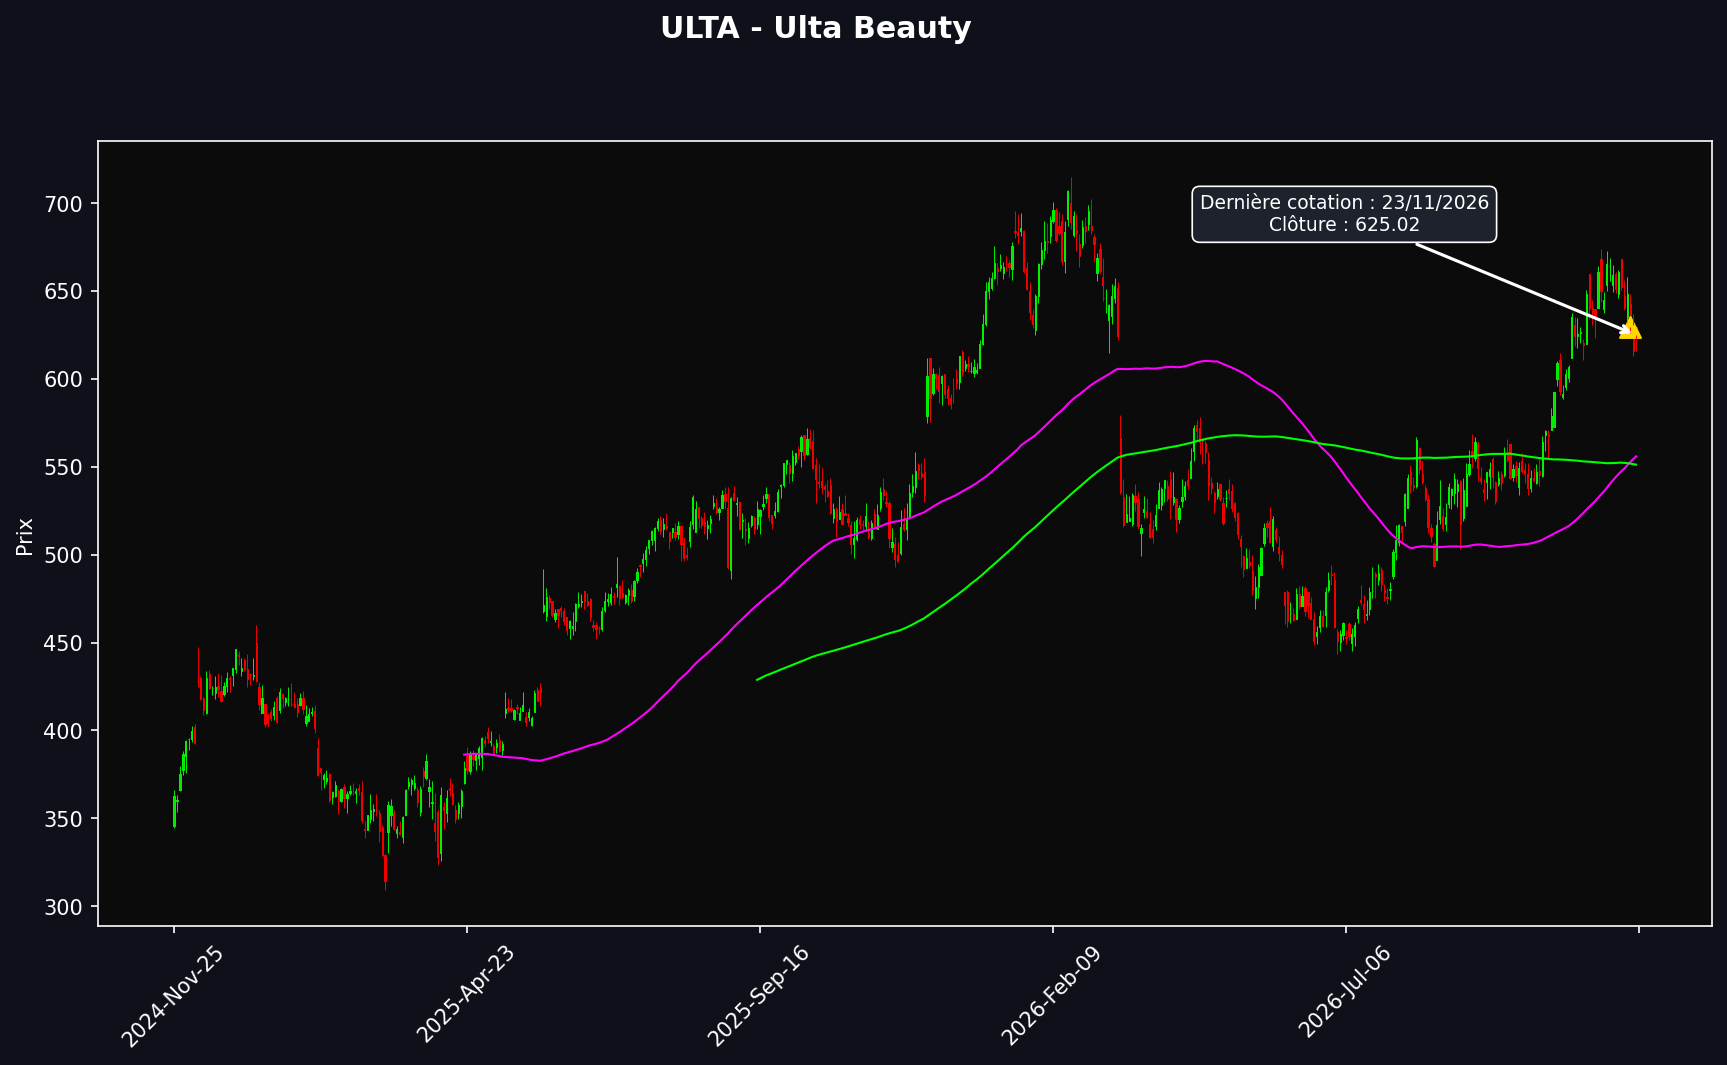 ULTA - Ulta Beauty
Dernière cotation : 23/11/2026
Clôture : 625.02
Prix
700
650
600
550
500
450
400
350
300
2024-Nov-25
2025-Apr-23
2025-Sep-16
2026-Feb-09
2026-Jul-06